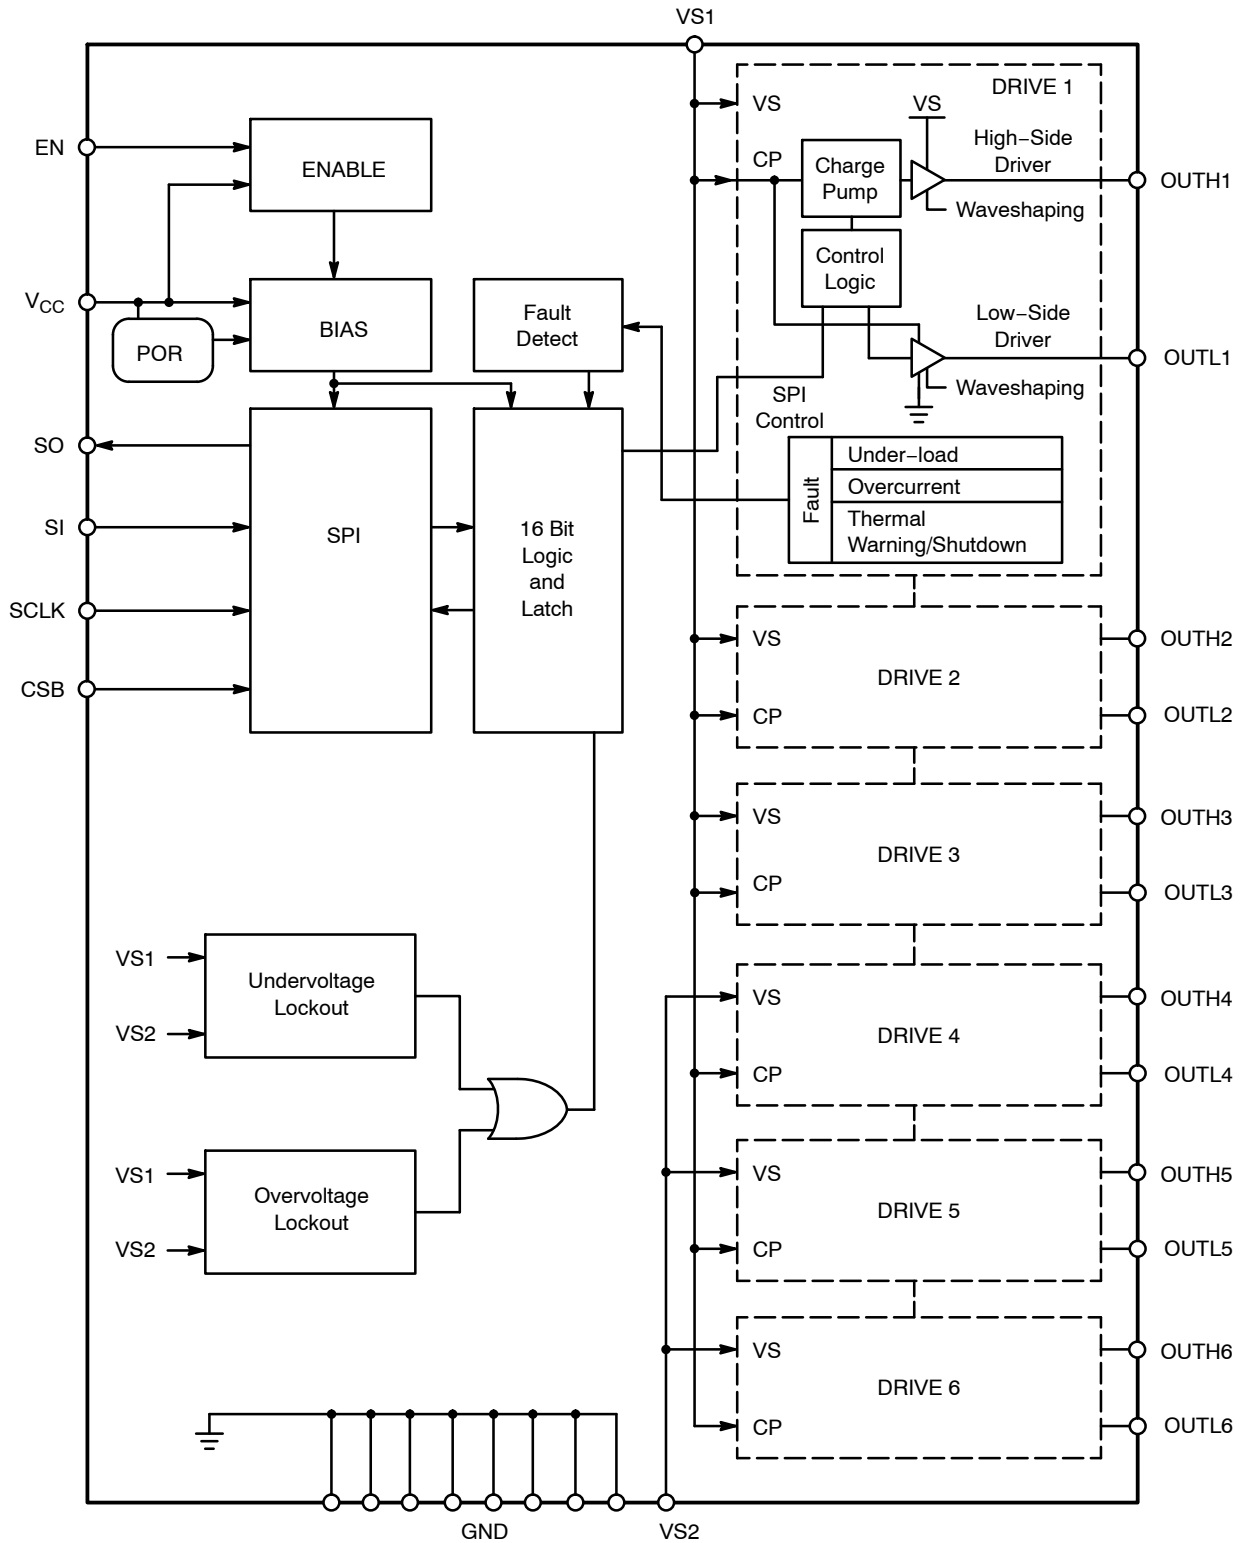 VS1
DRIVE 1
VS
VS
EN
High−Side
Driver
CP
Charge
Pump
ENABLE
OUTH1
Waveshaping
Control
Logic
VCC
Fault
Detect
Low−Side
Driver
BIAS
POR
OUTL1
Waveshaping
SPI
Control
SO
Fault
Under−load
Overcurrent
Thermal
Warning/Shutdown
SI
SPI
16 Bit
Logic
and
Latch
SCLK
VS
OUTH2
DRIVE 2
CSB
CP
OUTL2
VS
OUTH3
DRIVE 3
CP
OUTL3
VS1
Undervoltage
Lockout
VS2
VS
OUTH4
DRIVE 4
CP
OUTL4
VS1
Overvoltage
Lockout
VS2
VS
OUTH5
DRIVE 5
CP
OUTL5
VS
OUTH6
DRIVE 6
CP
OUTL6
GND
VS2